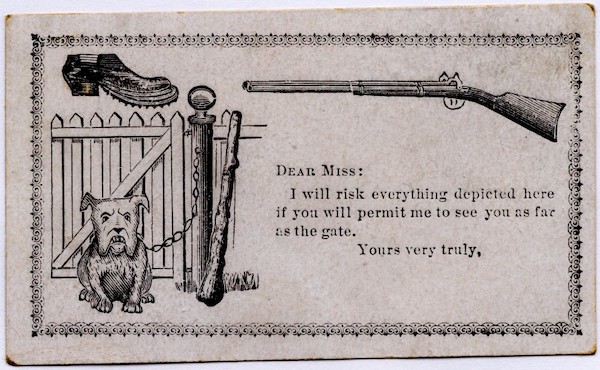 DEAR MISS:
I will risk everything depicted here
if you will permit me to see you as far
as the gate.
Yours very truly,